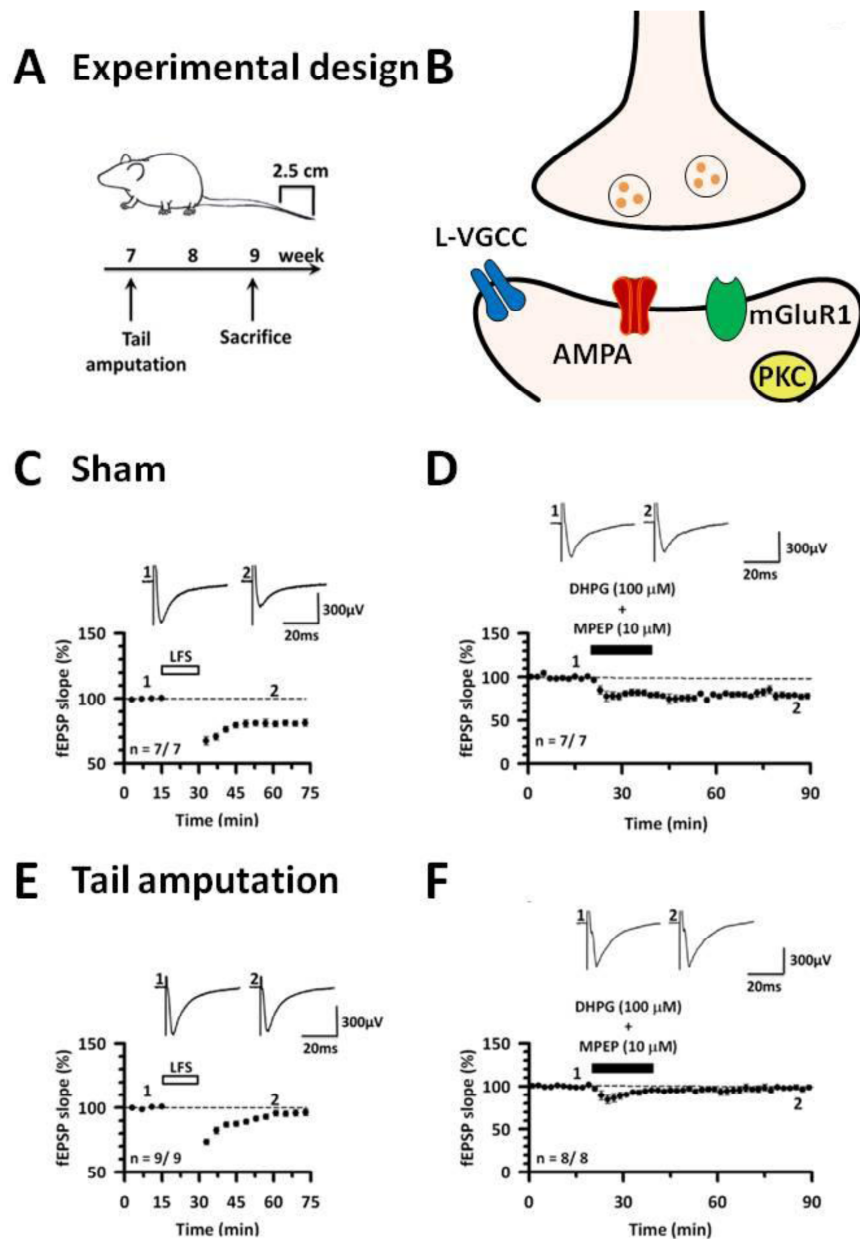 A Experimental design
2.5 cm
7 8 9 week
Tail
amputation
Sacrifice
B
L-VGCC
AMPA
mGluR1
PKC
C Sham
1 2
300µV
20ms
LFS
150
100
50
fEPSP slope (%)
1 2
n = 7/ 7
0 15 30 45 60 75
Time (min)
D
1 2
300µV
20ms
DHPG (100 µM)
+
MPEP (10 µM)
150
100
50
0
fEPSP slope (%)
1 2
n = 7/ 7
0 30 60 90
Time (min)
E Tail amputation
1 2
300µV
20ms
LFS
150
100
50
fEPSP slope (%)
1 2
n = 9/ 9
0 15 30 45 60 75
Time (min)
F
1 2
300µV
20ms
DHPG (100 µM)
+
MPEP (10 µM)
150
100
50
0
fEPSP slope (%)
1 2
n = 8/ 8
0 30 60 90
Time (min)